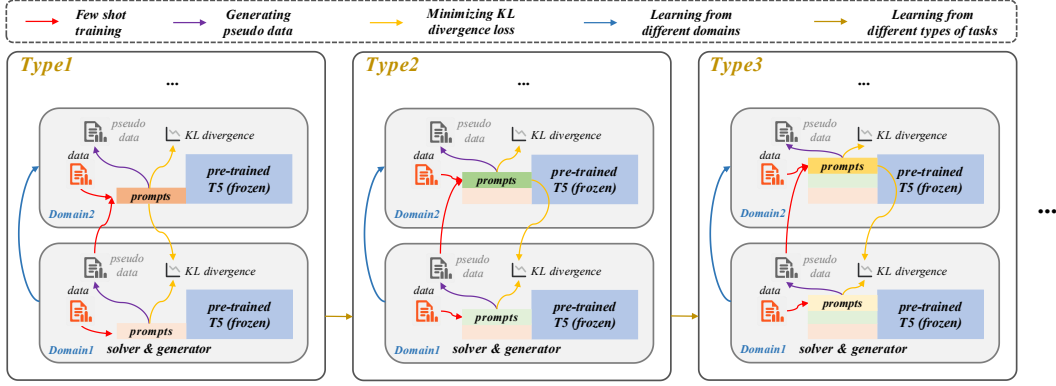 Few shot
training
Generating
pseudo data
Minimizing KL
divergence loss
Learning from
different domains
Learning from
different types of tasks
Type1
...
pseudo
data
KL divergence
data
pre-trained
T5 (frozen)
prompts
Domain2
pseudo
data
KL divergence
data
pre-trained
T5 (frozen)
prompts
Domain1
solver & generator
Type2
...
pseudo
data
KL divergence
data
pre-trained
T5 (frozen)
prompts
Domain2
pseudo
data
KL divergence
data
pre-trained
T5 (frozen)
prompts
Domain1
solver & generator
Type3
...
pseudo
data
KL divergence
data
pre-trained
T5 (frozen)
prompts
Domain2
pseudo
data
KL divergence
data
pre-trained
T5 (frozen)
prompts
Domain1
solver & generator
...